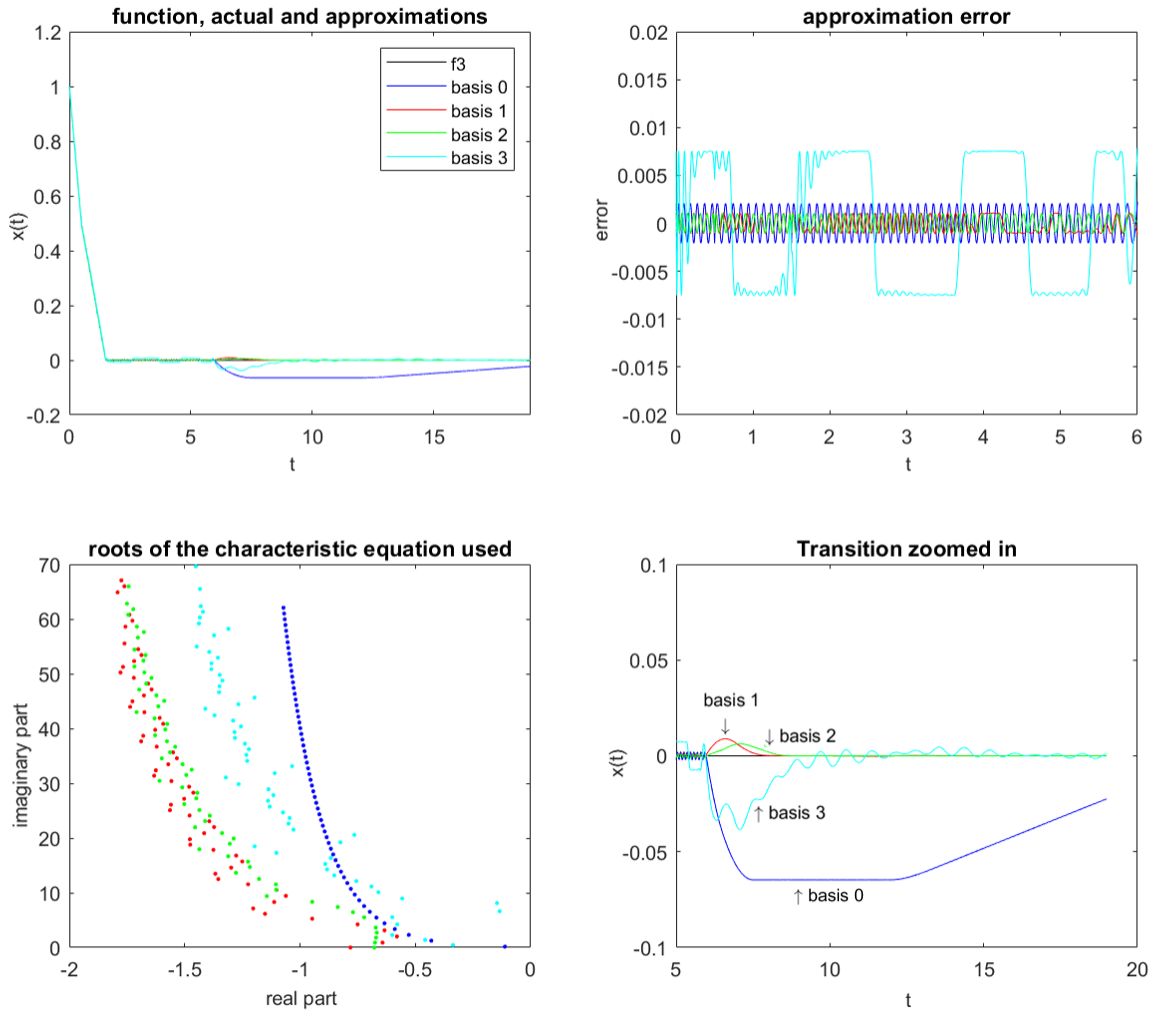 function, actual and approximations
1.2
1
0.8
0.6
0.4
0.2
0
-0.2
x(t)
0 5 10 15
t
f3
basis 0
basis 1
basis 2
basis 3
approximation error
0.02
0.015
0.01
0.005
0
-0.005
-0.01
-0.015
-0.02
error
0 1 2 3 4 5 6
t
roots of the characteristic equation used
70
60
50
40
30
20
10
0
imaginary part
-2 -1.5 -1 -0.5 0
real part
Transition zoomed in
0.1
0.05
0
-0.05
-0.1
x(t)
basis 1
↓
↓ basis 2
↑ basis 3
↑ basis 0
5 10 15 20
t